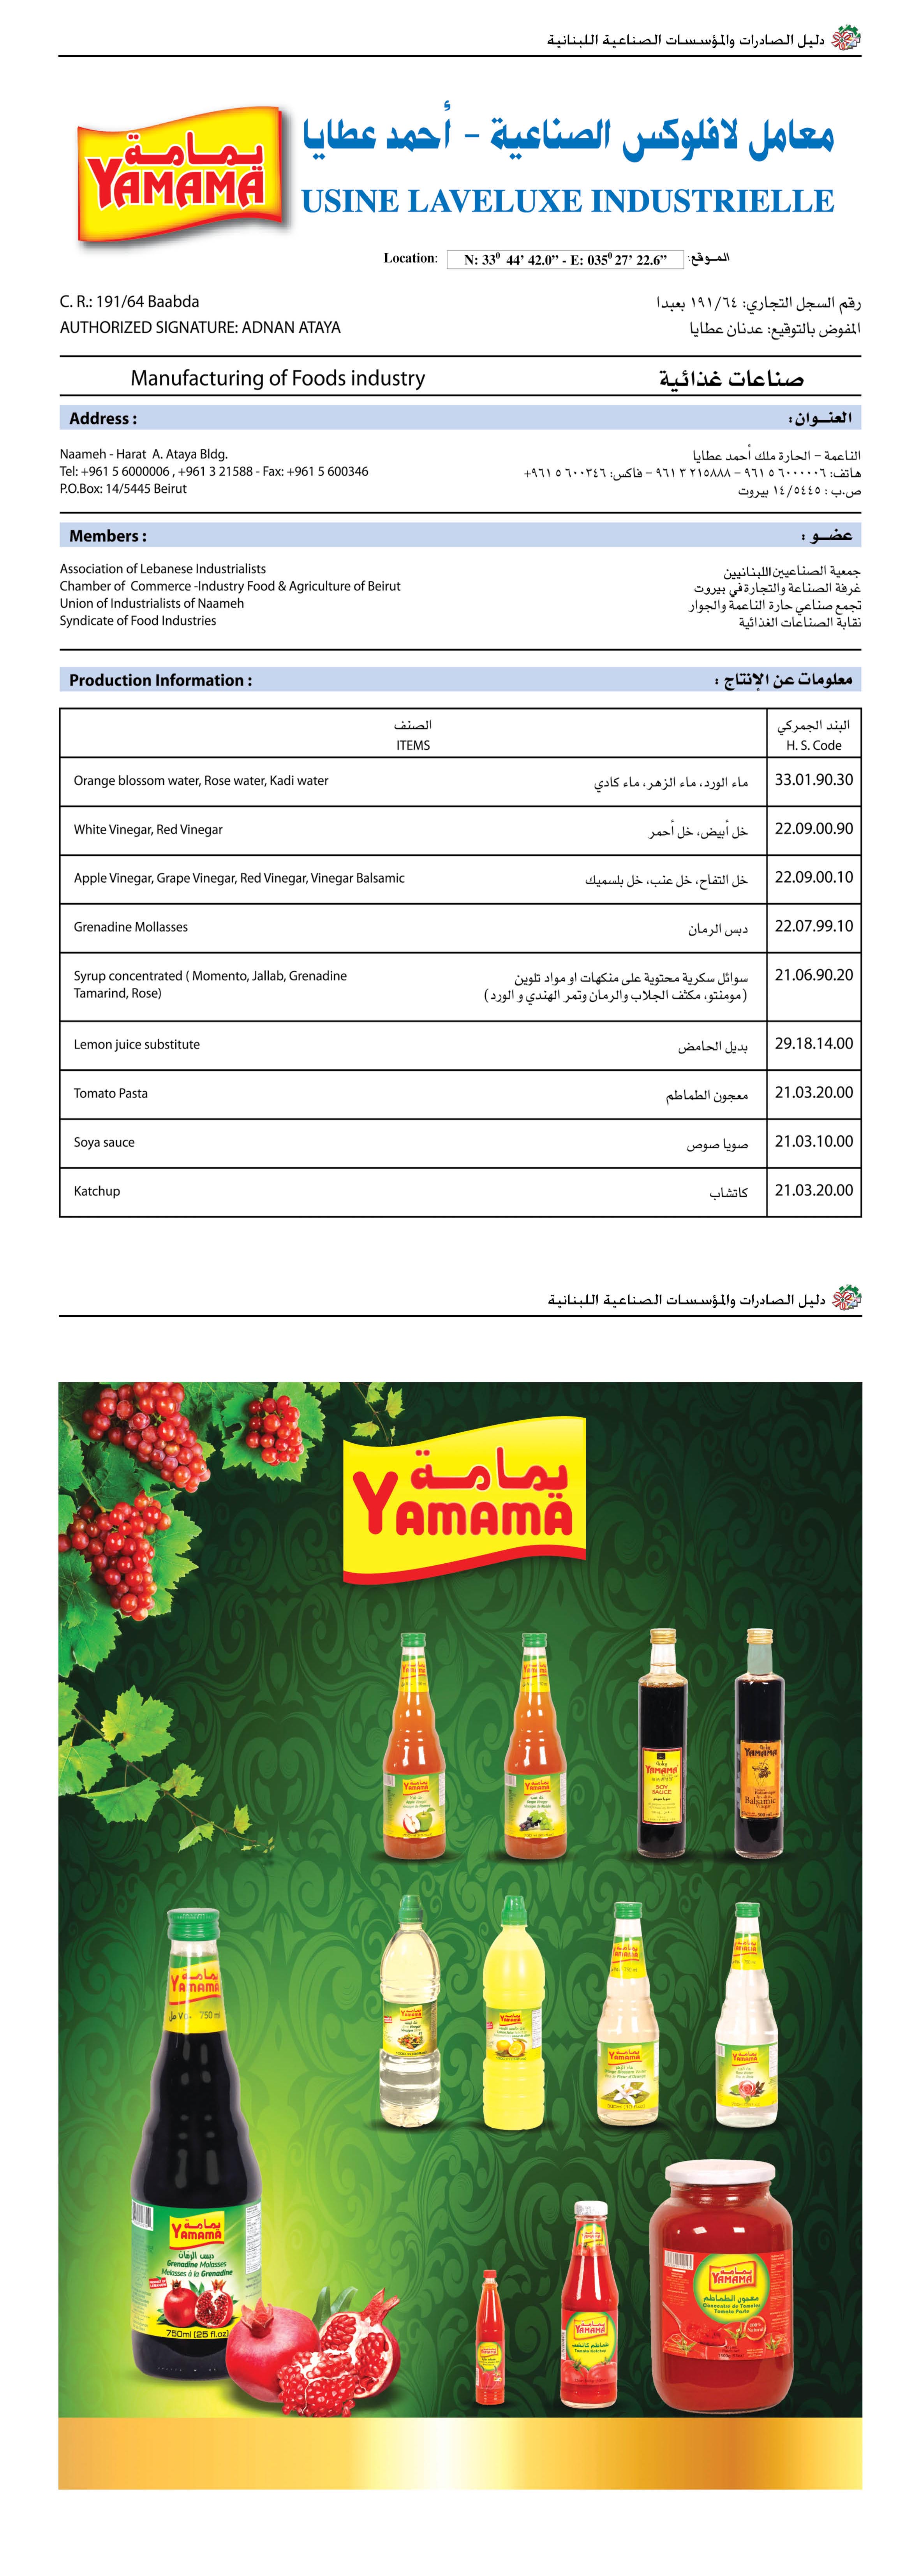 دليل الصادرات والمؤسسات الصناعية اللبنانية
يمامة
YAMAMA
معامل لافلوكس الصناعية - أحمد عطايا
USINE LAVELUXE INDUSTRIELLE
Location: N: 33⁰ 44’ 42.0” - E: 035⁰ 27’ 22.6” الموقع:
C. R.: 191/64 Baabda
رقم السجل التجاري: ١٩١/٦٤ بعبدا
AUTHORIZED SIGNATURE: ADNAN ATAYA
المفوض بالتوقيع: عدنان عطايا
Manufacturing of Foods industry
صناعات غذائية
Address :
العنـوان :
Naameh - Harat A. Ataya Bldg.
Tel: +961 5 6000006 , +961 3 21588 - Fax: +961 5 600346
P.O.Box: 14/5445 Beirut
الناعمة - الحارة ملك أحمد عطايا
هاتف: ٦٠٠٠٠٠٦ ٥ ٩٦١ - ٢١٥٨٨٨ ٣ ٩٦١ - فاكس: ٦٠٠٣٤٦ ٥ ٩٦١+
ص.ب : ١٤/٥٤٤٥ بيروت
Members :
عضـو :
Association of Lebanese Industrialists
Chamber of Commerce -Industry Food & Agriculture of Beirut
Union of Industrialists of Naameh
Syndicate of Food Industries
جمعية الصناعيين اللبنانيين
غرفة الصناعة والتجارة في بيروت
تجمع صناعي حارة الناعمة والجوار
نقابة الصناعات الغذائية
Production Information :
معلومات عن الإنتاج :
الصنف
ITEMS
البند الجمركي
H. S. Code
Orange blossom water, Rose water, Kadi water
ماء الورد، ماء الزهر، ماء كادي
33.01.90.30
White Vinegar, Red Vinegar
خل أبيض، خل أحمر
22.09.00.90
Apple Vinegar, Grape Vinegar, Red Vinegar, Vinegar Balsamic
خل التفاح، خل عنب، خل بلسميك
22.09.00.10
Grenadine Mollasses
دبس الرمان
22.07.99.10
Syrup concentrated ( Momento, Jallab, Grenadine
Tamarind, Rose)
سوائل سكرية محتوية على منكهات او مواد تلوين
(مومنتو، مكثف الجلاب والرمان وتمر الهندي و الورد)
21.06.90.20
Lemon juice substitute
بديل الحامض
29.18.14.00
Tomato Pasta
معجون الطماطم
21.03.20.00
Soya sauce
صويا صوص
21.03.10.00
Katchup
كاتشاب
21.03.20.00
دليل الصادرات والمؤسسات الصناعية اللبنانية
يمامة
YAMAMA
YAMAMA
SOY
SAUCE
YAMAMA
Balsamic
Vinegar
يمامة
YAMAMA
750 ml
يمامة
YAMAMA
دبس الرمان
Grenadine Molasses
Mélasses à la Grenadine
750ml (25 fl.oz)
يمامة
YAMAMA
Tomato Ketchup
يمامة
YAMAMA
معجون الطماطم
Concentré de Tomates
Tomato Paste